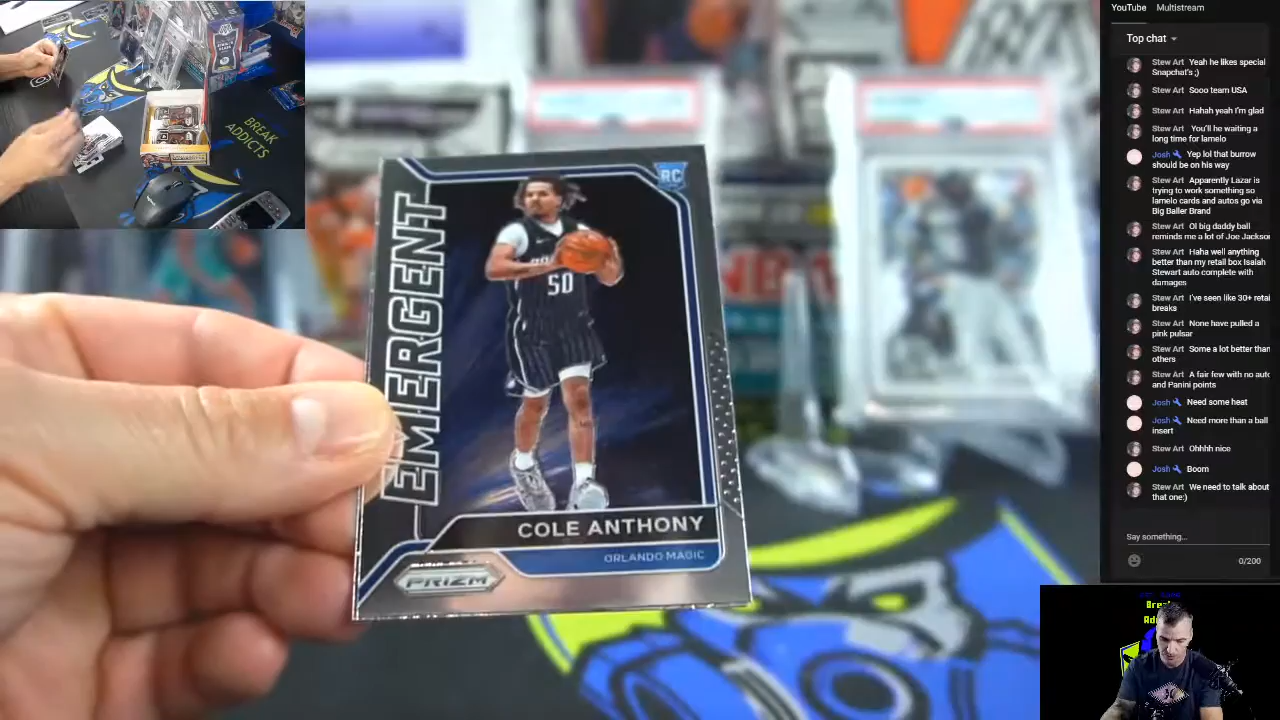 BREAK
ADDICTS
EMERGENT
RC
50
COLE ANTHONY
ORLANDO MAGIC
PRIZM
NBA
YouTube Multistream
Top chat
Stew Art Yeah he likes special
Snapchat's ;)
Stew Art Sooo team USA
Stew Art Hahah yeah I'm glad
Stew Art You'll he waiting a
long time for lamelo
Josh Yep lol that burrow
should be on his way
Stew Art Apparently Lazar is
trying to work something so
lamelo cards and autos go via
Big Baller Brand
Stew Art Ol big daddy ball
reminds me a lot of Joe Jackson
Stew Art Haha well anything
better than my retail box Isaiah
Stewart auto complete with
damages
Stew Art I've seen like 30+ retai
breaks
Stew Art None have pulled a
pink pulsar
Stew Art Some a lot better than
others
Stew Art A fair few with no auto
and Panini points
Josh Need some heat
Josh Need more than a ball
insert
Stew Art Ohhhh nice
Josh Boom
Stew Art We need to talk about
that one:)
Say something...
0/200